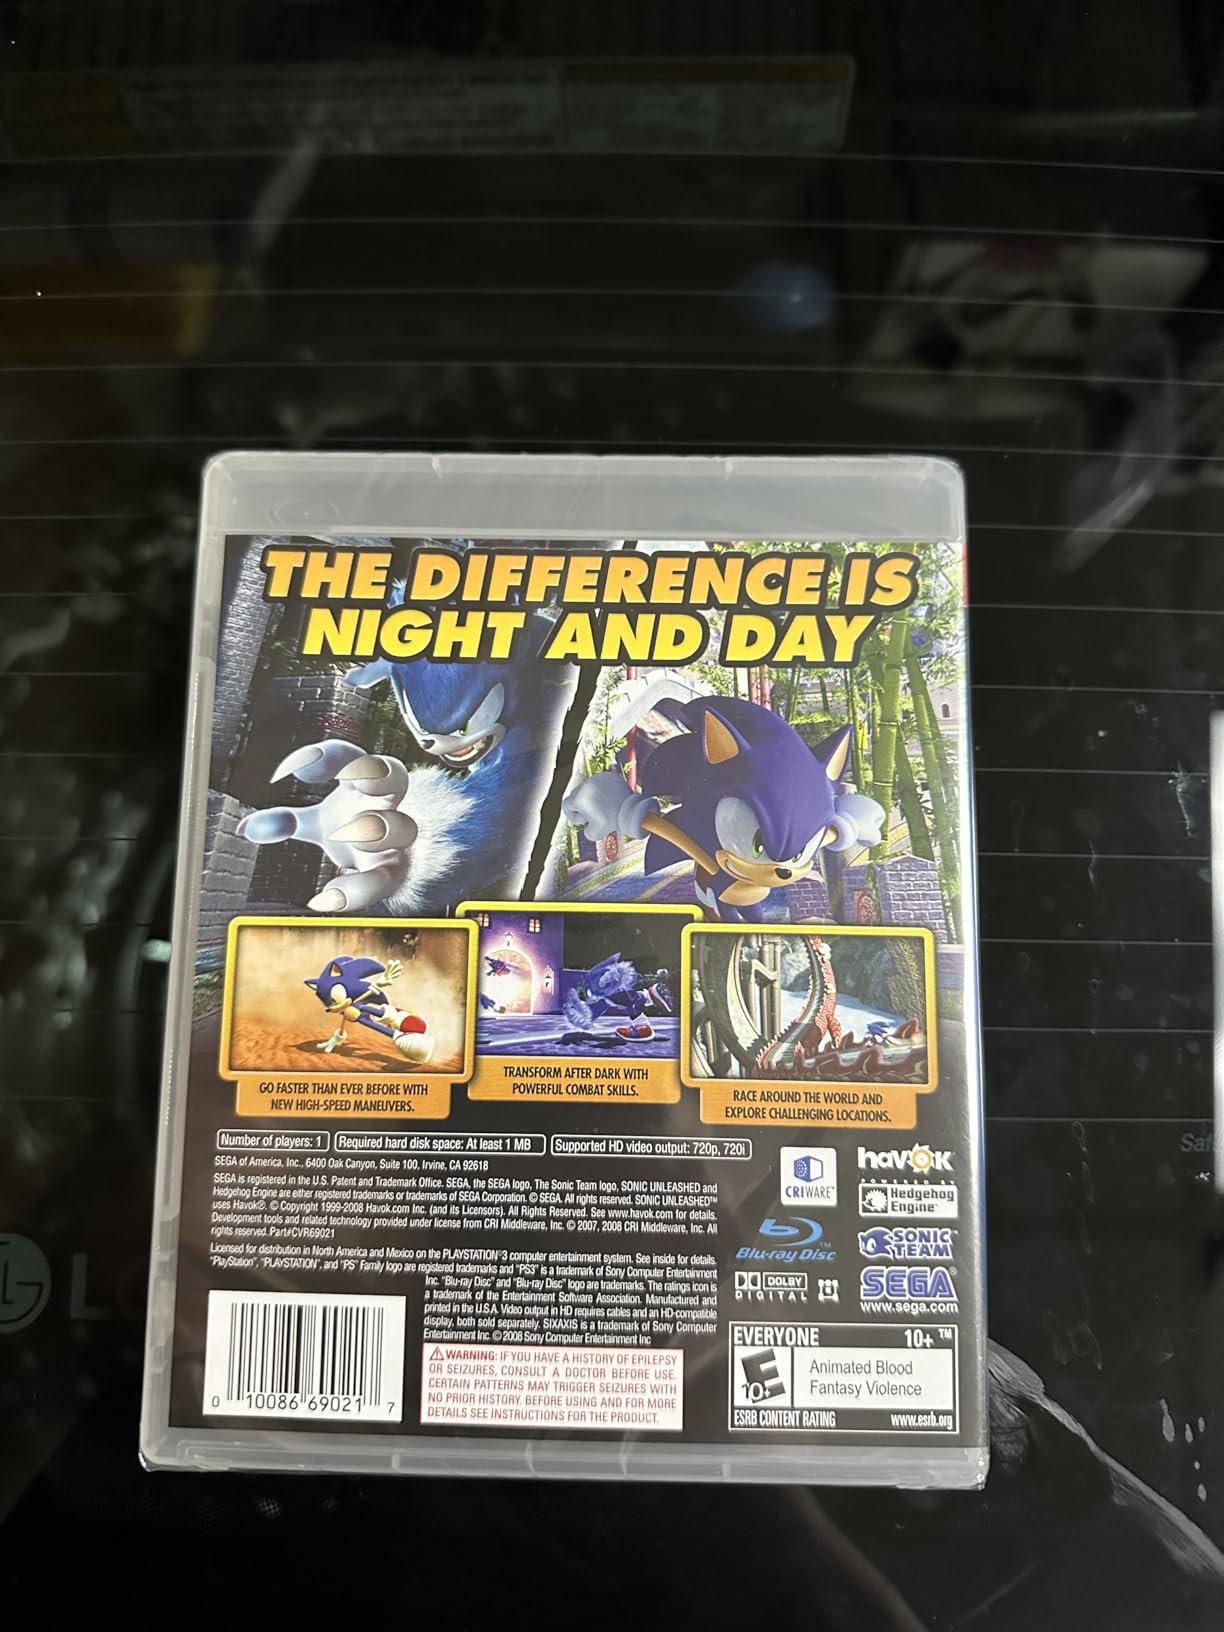 THE DIFFERENCE IS
NIGHT AND DAY
GO FASTER THAN EVER BEFORE WITH
NEW HIGH-SPEED MANEUVERS.
TRANSFORM AFTER DARK WITH
POWERFUL COMBAT SKILLS.
RACE AROUND THE WORLD AND
EXPLORE CHALLENGING LOCATIONS.
Number of players: 1
Required hard disk space: At least 1 MB
Supported HD video output: 720p, 720i
SEGA of America, Inc., 6400 Oak Canyon, Suite 100, Irvine, CA 92618
SEGA is registered in the U.S. Patent and Trademark Office. SEGA, the SEGA logo, The Sonic Team logo, SONIC UNLEASHED and
Hedgehog Engine are either registered trademarks or trademarks of SEGA Corporation. © SEGA. All rights reserved. SONIC UNLEASHED™
uses Havok®. © Copyright 1999-2008 Havok.com Inc. (and its Licensors). All Rights Reserved. See www.havok.com for details.
Development tools and related technology provided under license from CRI Middleware, Inc. © 2007, 2008 CRI Middleware, Inc. All
rights reserved. Part#CVR69021
Licensed for distribution in North America and Mexico on the PLAYSTATION®3 computer entertainment system. See inside for details.
"PlayStation", "PLAYSTATION", and "PS" Family logo are registered trademarks and "PS3" is a trademark of Sony Computer Entertainment
Inc. "Blu-ray Disc" and "Blu-ray Disc" logo are trademarks. The ratings icon is
a trademark of the Entertainment Software Association. Manufactured and
printed in the U.S.A. Video output in HD requires cables and an HD-compatible
display, both sold separately. SIXAXIS is a trademark of Sony Computer
Entertainment Inc. © 2008 Sony Computer Entertainment Inc
WARNING: IF YOU HAVE A HISTORY OF EPILEPSY
OR SEIZURES, CONSULT A DOCTOR BEFORE USE.
CERTAIN PATTERNS MAY TRIGGER SEIZURES WITH
NO PRIOR HISTORY. BEFORE USING AND FOR MORE
DETAILS SEE INSTRUCTIONS FOR THE PRODUCT.
0 10086 69021 7
CRIWARE™
havok
POWERED BY
Hedgehog
Engine™
Blu-ray Disc™
SONIC
TEAM
DOLBY
DIGITAL
SEGA®
www.sega.com
EVERYONE 10+ ™
E
10+
Animated Blood
Fantasy Violence
ESRB CONTENT RATING www.esrb.org
L
Saf